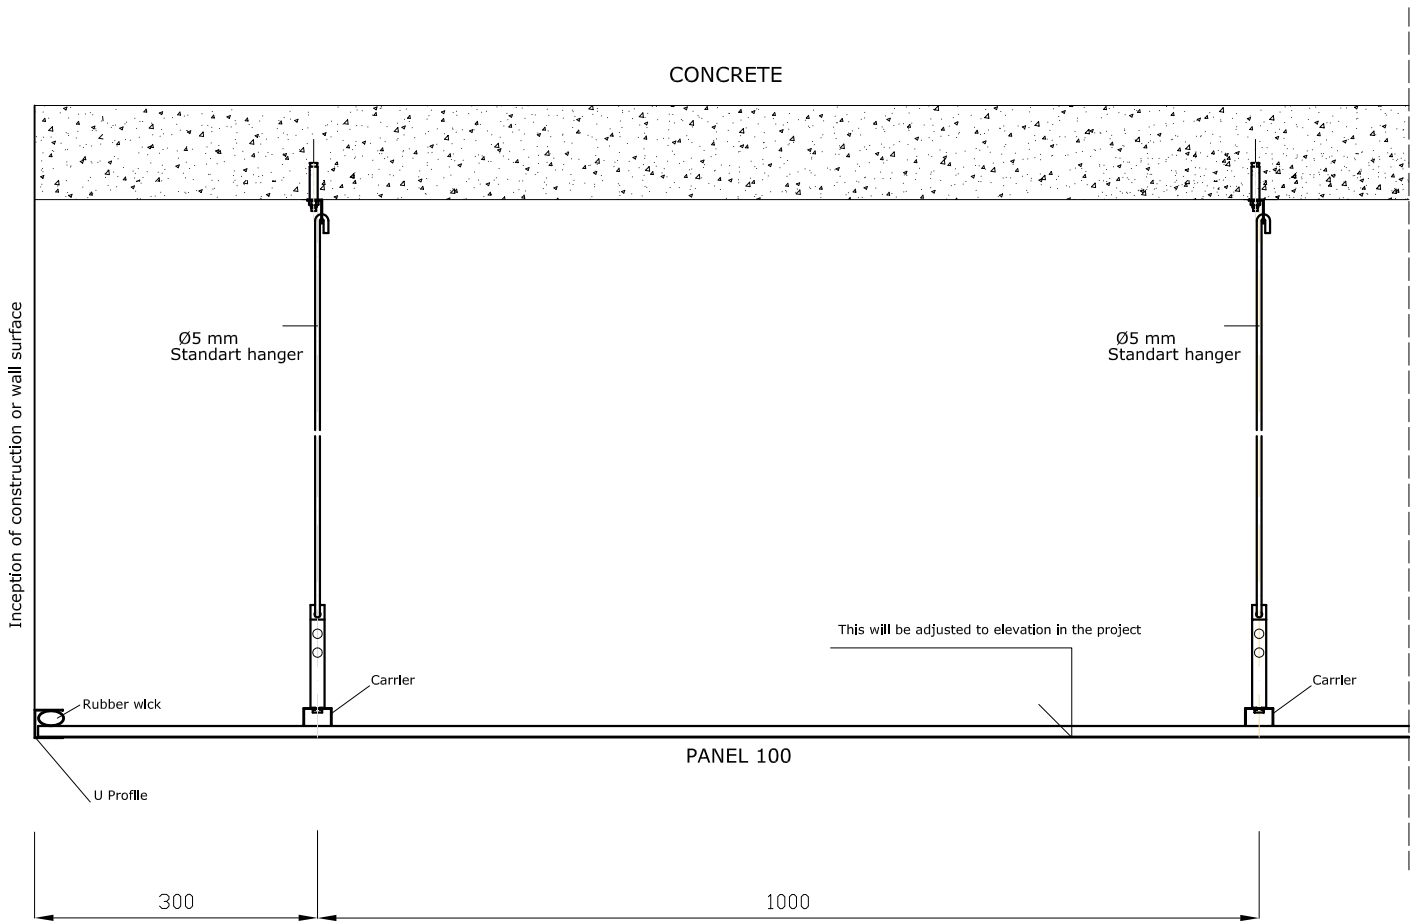 CONCRETE
Inception of construction or wall surface
Ø5 mm
Standart hanger
Ø5 mm
Standart hanger
This will be adjusted to elevation in the project
Carrier
Carrier
Rubber wick
PANEL 100
U Profile
300
1000